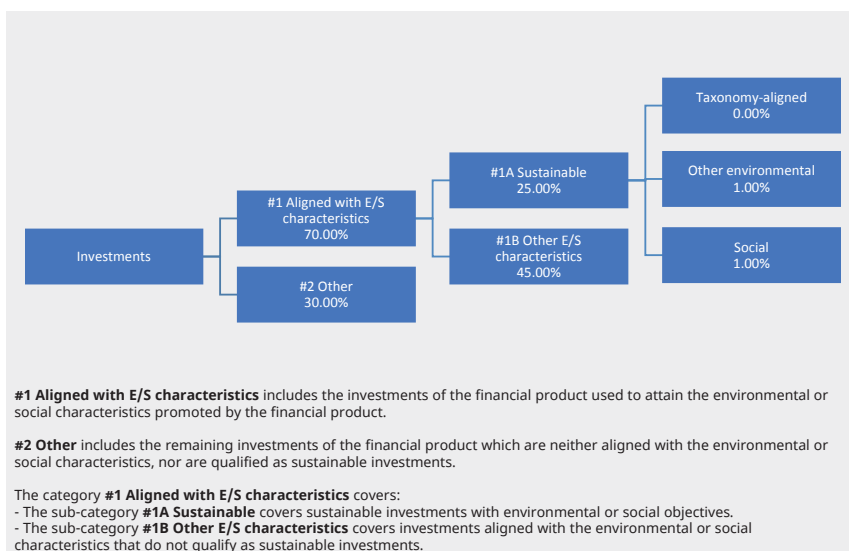 Taxonomy-aligned
0.00%
#1A Sustainable
25.00%
Other environmental
1.00%
#1 Aligned with E/S
characteristics
70.00%
Investments
#1B Other E/S
characteristics
45.00%
Social
1.00%
#2 Other
30.00%
#1 Aligned with E/S characteristics includes the investments of the financial product used to attain the environmental or
social characteristics promoted by the financial product.
#2 Other includes the remaining investments of the financial product which are neither aligned with the environmental or
social characteristics, nor are qualified as sustainable investments.
The category #1 Aligned with E/S characteristics covers:
- The sub-category #1A Sustainable covers sustainable investments with environmental or social objectives.
- The sub-category #1B Other E/S characteristics covers investments aligned with the environmental or social
characteristics that do not qualify as sustainable investments.